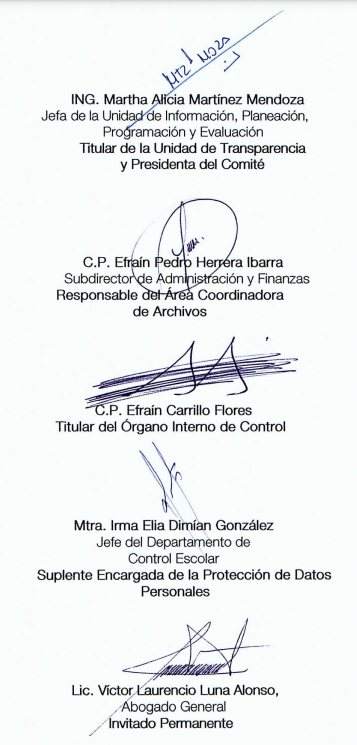 ING. Martha Alicia Martínez Mendoza
Jefa de la Unidad de Información, Planeación,
Programación y Evaluación
Titular de la Unidad de Transparencia
y Presidenta del Comité
C.P. Efraín Pedro Herrera Ibarra
Subdirector de Administración y Finanzas
Responsable del Área Coordinadora
de Archivos
C.P. Efraín Carrillo Flores
Titular del Órgano Interno de Control
Mtra. Irma Elia Dimían González
Jefe del Departamento de
Control Escolar
Suplente Encargada de la Protección de Datos
Personales
Lic. Víctor Laurencio Luna Alonso,
Abogado General
Invitado Permanente